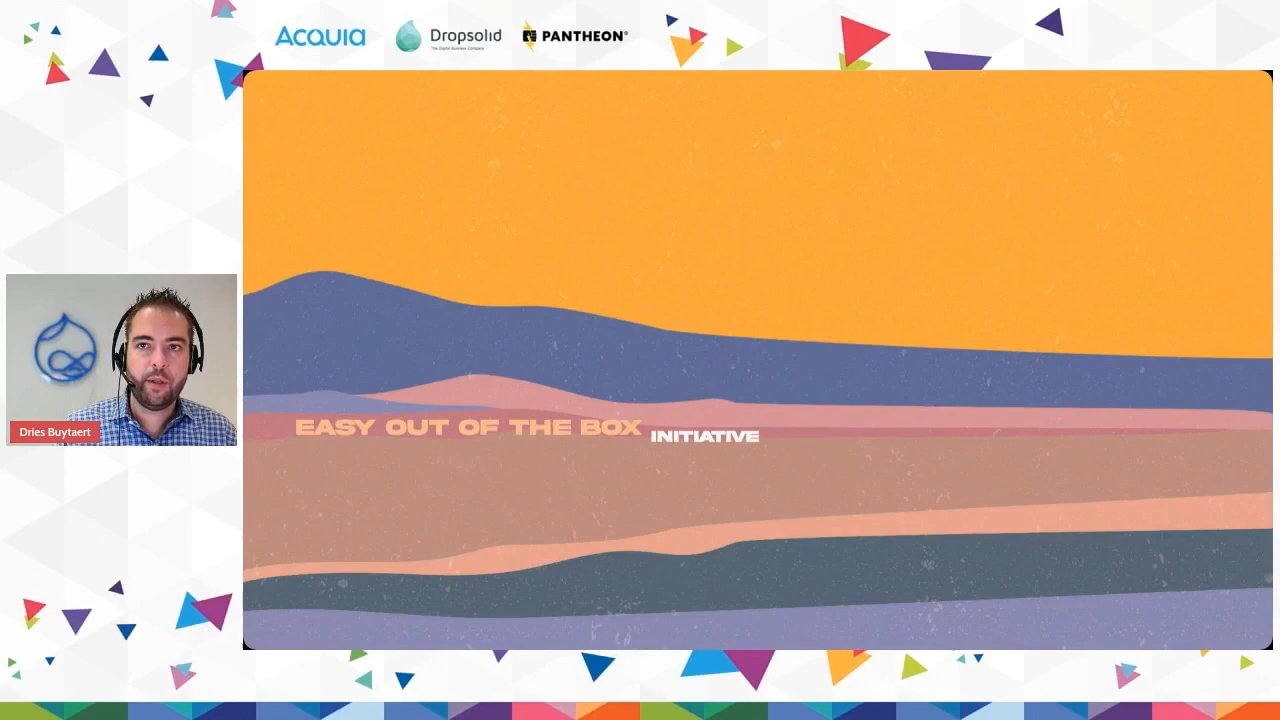 Acquia
Dropsolid
The Digital Business Company
PANTHEON®
EASY OUT OF THE BOX INITIATIVE
Dries Buytaert